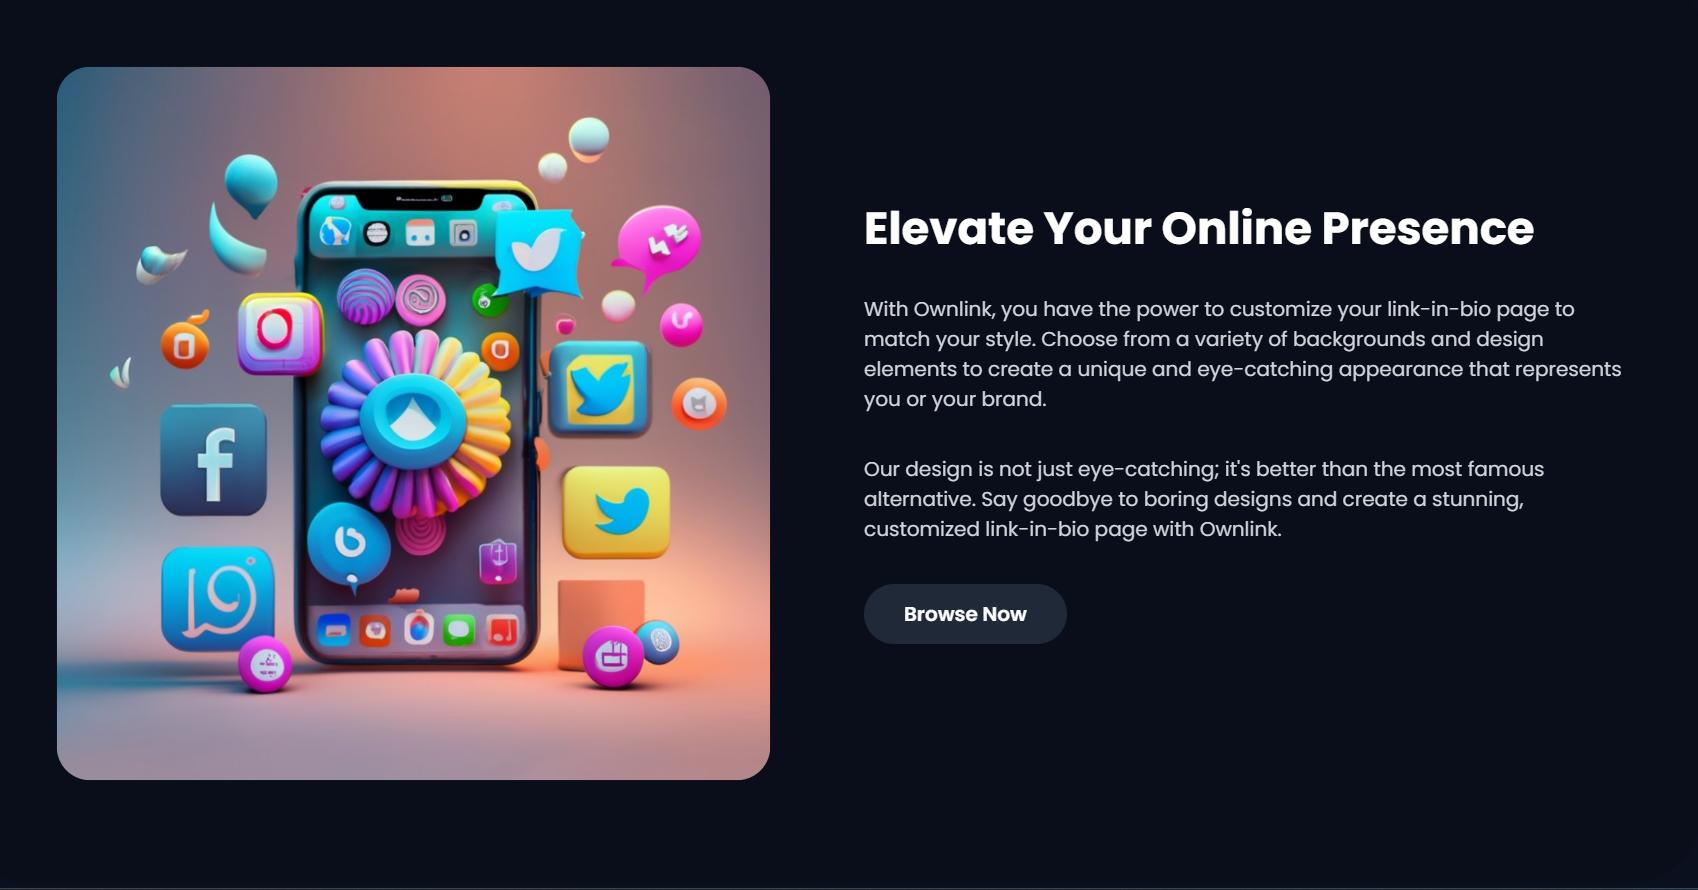 Elevate Your Online Presence
With Ownlink, you have the power to customize your link-in-bio page to
match your style. Choose from a variety of backgrounds and design
elements to create a unique and eye-catching appearance that represents
you or your brand.
Our design is not just eye-catching; it's better than the most famous
alternative. Say goodbye to boring designs and create a stunning,
customized link-in-bio page with Ownlink.
Browse Now